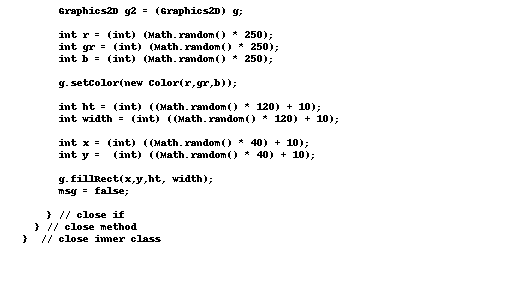 Graphics2D g2 = (Graphics2D) g;
int r = (int) (Math.random() * 250);
int gr = (int) (Math.random() * 250);
int b = (int) (Math.random() * 250);
g.setColor(new Color(r,gr,b));
int ht = (int) ((Math.random() * 120) + 10);
int width = (int) ((Math.random() * 120) + 10);
int x = (int) ((Math.random() * 40) + 10);
int y =  (int) ((Math.random() * 40) + 10);
g.fillRect(x,y,ht, width);
msg = false;
} // close if
} // close method
}  // close inner class